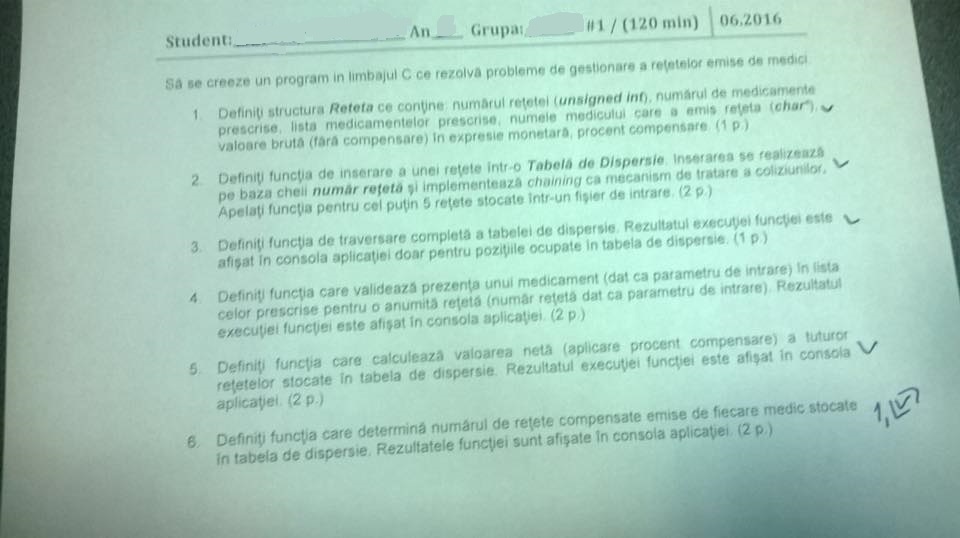 Student: An Grupa: #1 / (120 min) 06.2016
Să se creeze un program in limbajul C ce rezolvă probleme de gestionare a rețetelor emise de medici.
1. Definiți structura Reteta ce conține: numărul rețetei (unsigned int), numărul de medicamente
prescrise, lista medicamentelor prescrise, numele medicului care a emis rețeta (char*),
valoare brută (fără compensare) în expresie monetară, procent compensare. (1 p.)
2. Definiți funcția de inserare a unei rețete într-o Tabelă de Dispersie. Inserarea se realizează
pe baza cheii număr rețetă și implementează chaining ca mecanism de tratare a coliziunilor.
Apelați funcția pentru cel puțin 5 rețete stocate într-un fișier de intrare. (2 p.)
3. Definiți funcția de traversare completă a tabelei de dispersie. Rezultatul execuției funcției este
afișat în consola aplicației doar pentru pozițiile ocupate în tabela de dispersie. (1 p.)
4. Definiți funcția care validează prezența unui medicament (dat ca parametru de intrare) în lista
celor prescrise pentru o anumită rețetă (număr rețetă dat ca parametru de intrare). Rezultatul
execuției funcției este afișat în consola aplicației. (2 p.)
5. Definiți funcția care calculează valoarea netă (aplicare procent compensare) a tuturor
rețetelor stocate în tabela de dispersie. Rezultatul execuției funcției este afișat în consola
aplicației. (2 p.)
6. Definiți funcția care determină numărul de rețete compensate emise de fiecare medic stocate
în tabela de dispersie. Rezultatele funcției sunt afișate în consola aplicației. (2 p.)